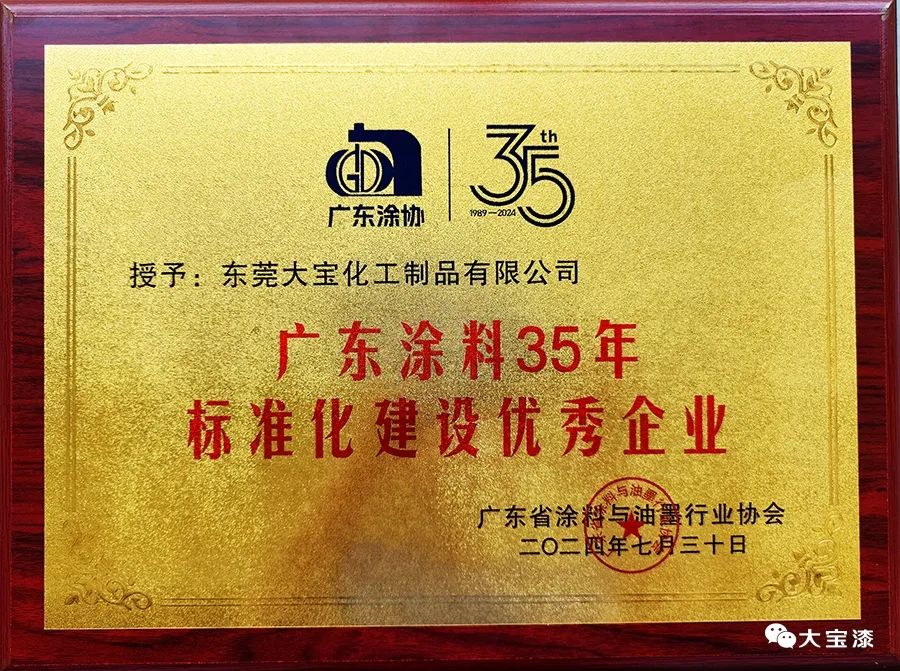 广东涂协
35th
1989—2024
授予：东莞大宝化工制品有限公司
广东涂料35年
标准化建设优秀企业
广东省涂料与油墨行业协会
二〇二四年七月三十日
大宝漆